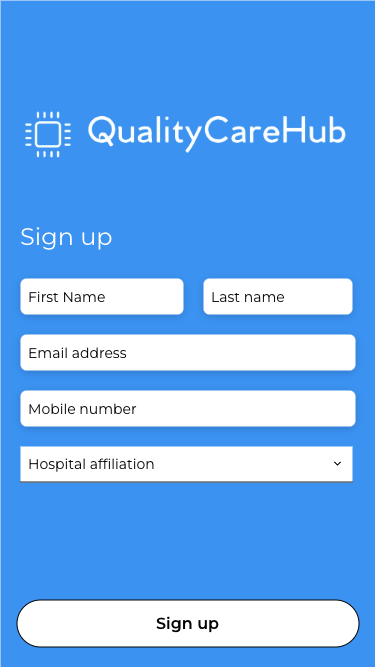 QualityCareHub
Sign up
First Name Last name
Email address
Mobile number
Hospital affiliation
Sign up